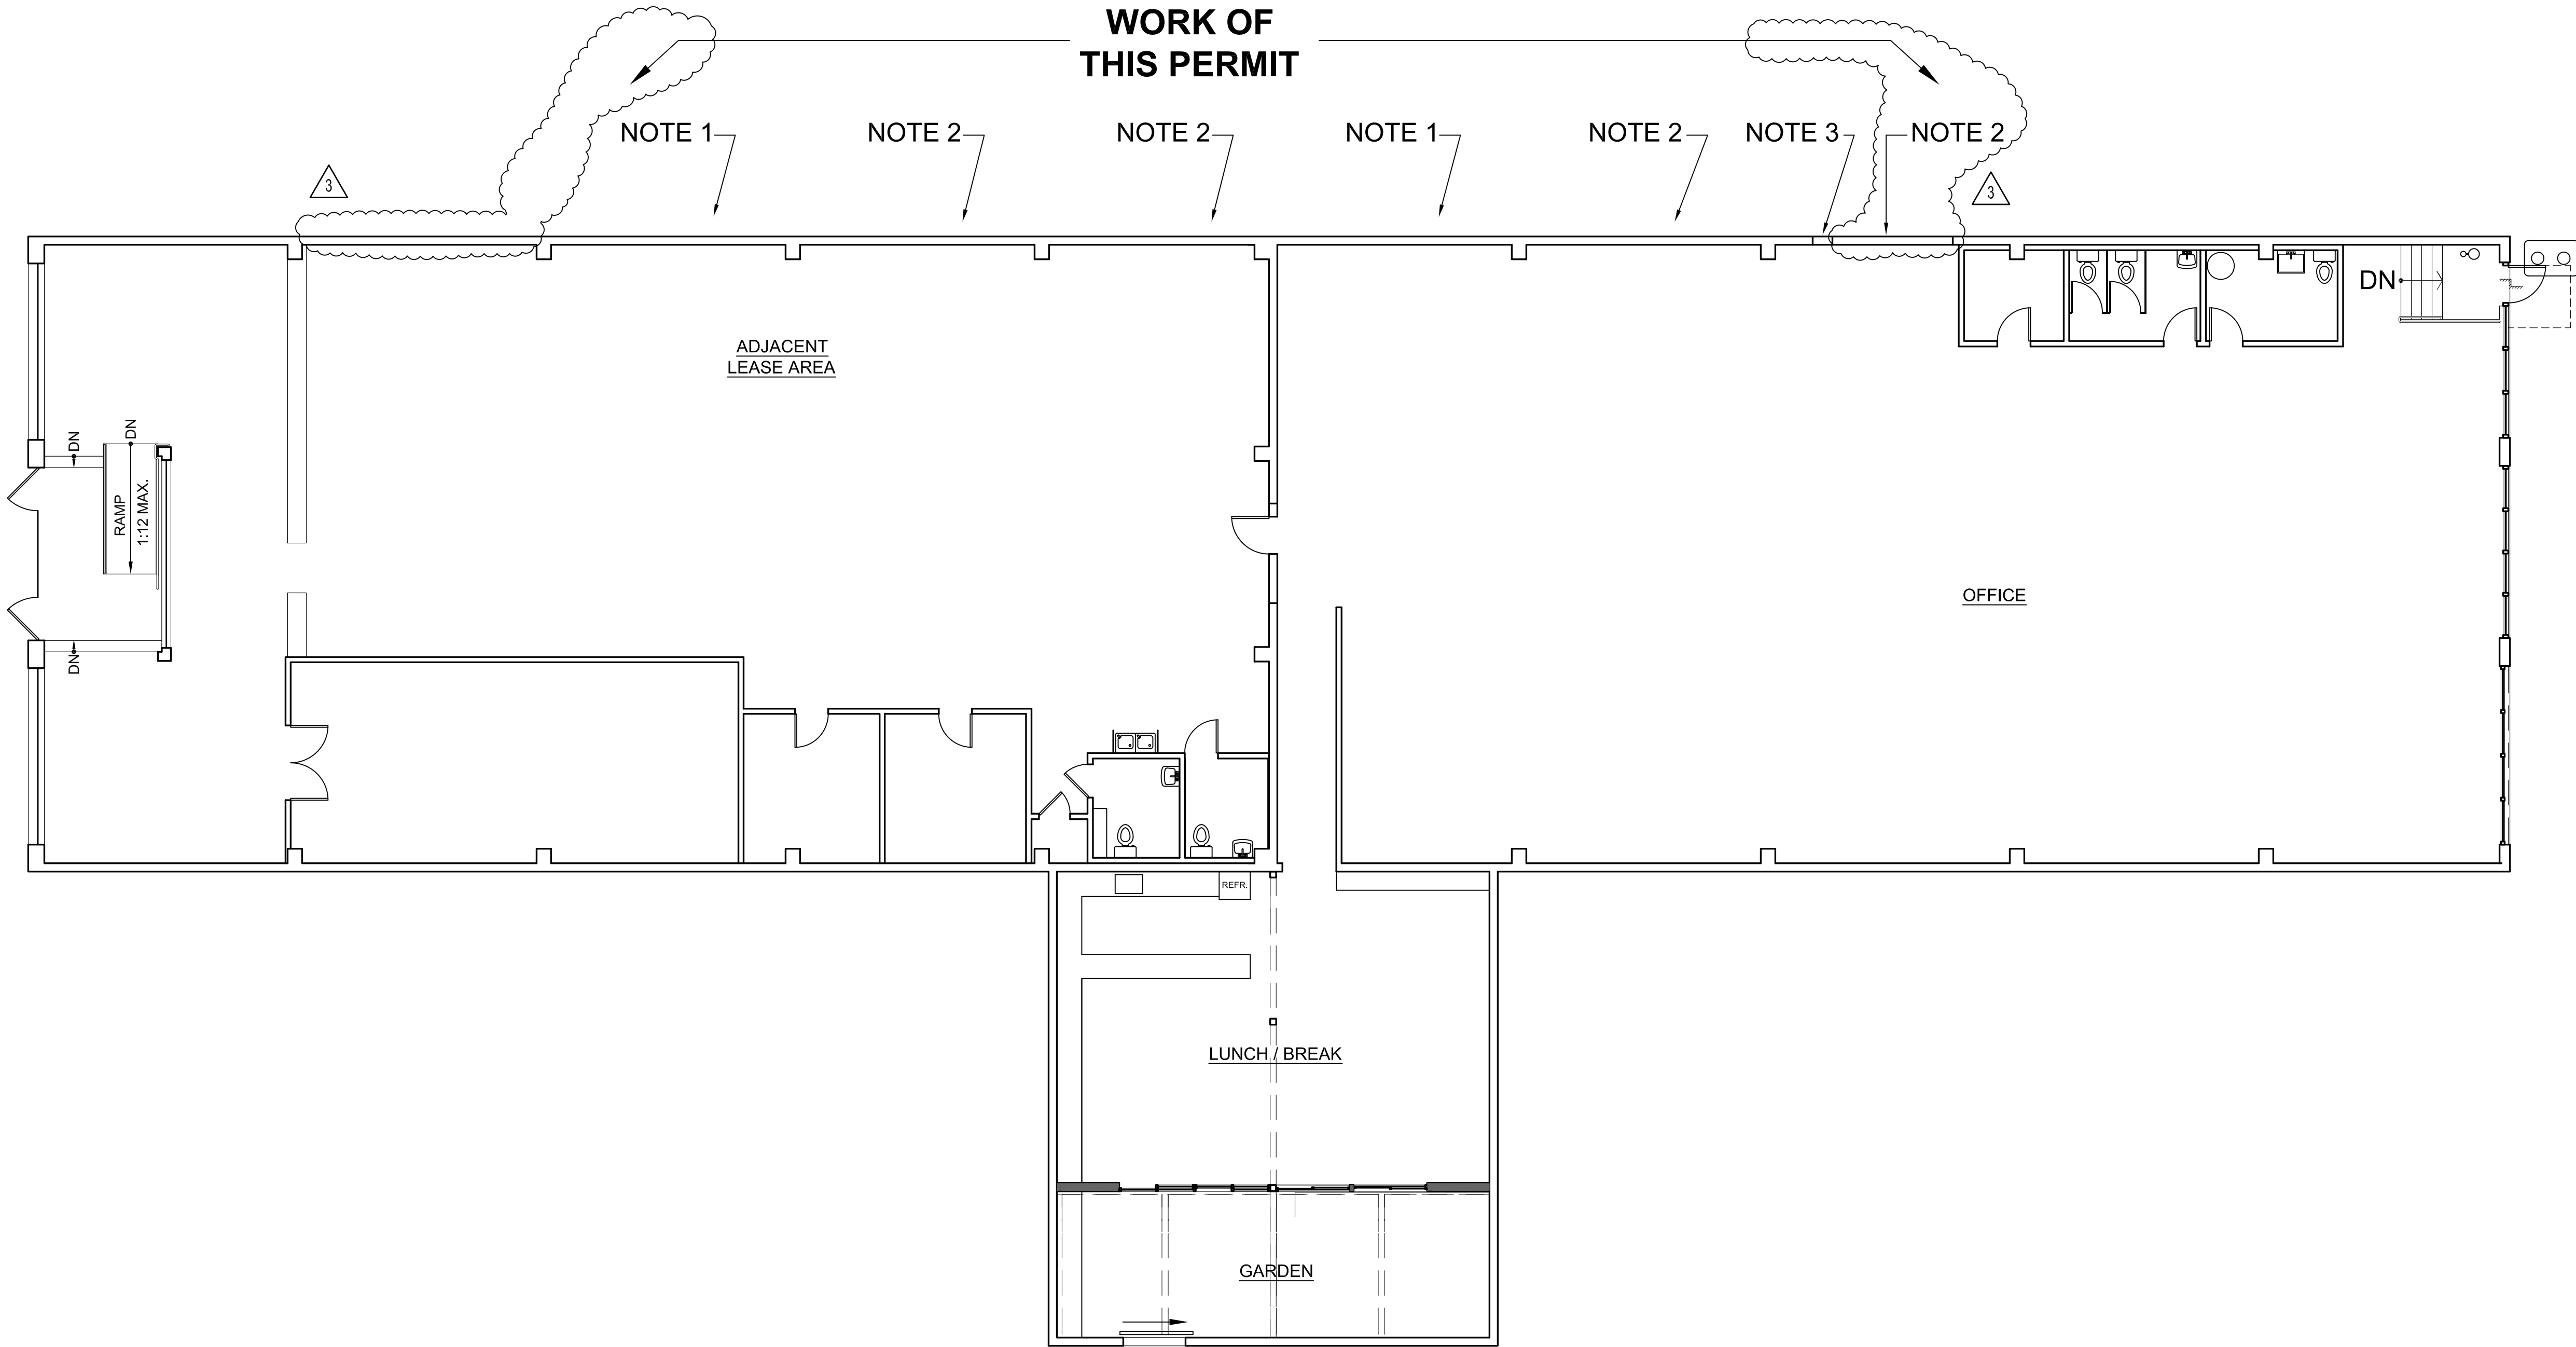 WORK OF
THIS PERMIT
NOTE 1
NOTE 2
NOTE 2
NOTE 1
NOTE 2
NOTE 3
NOTE 2
3
3
DN
ADJACENT
LEASE AREA
DN
DN
RAMP
1:12 MAX.
OFFICE
DN
REFR.
LUNCH / BREAK
GARDEN